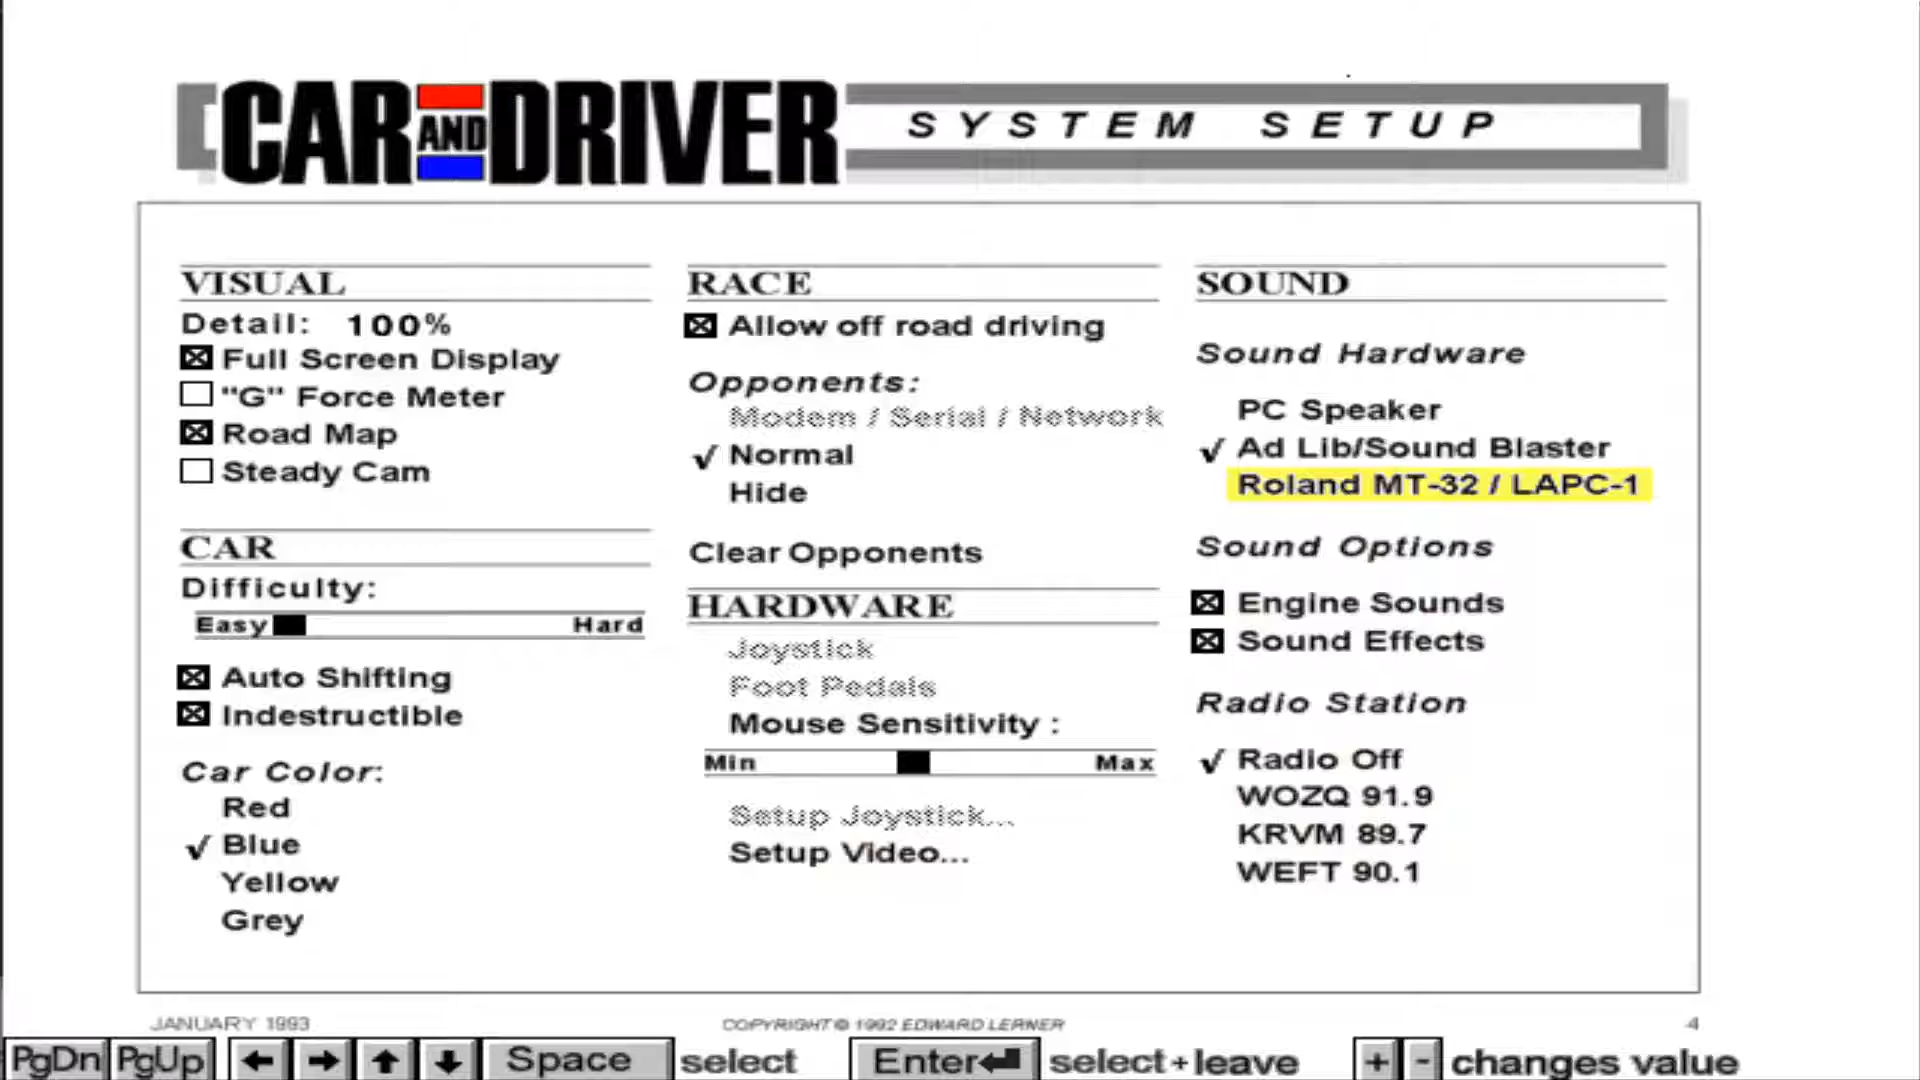 CAR AND DRIVER SYSTEM SETUP
VISUAL
Detail: 100%
Full Screen Display
"G" Force Meter
Road Map
Steady Cam
CAR
Difficulty:
Easy Hard
Auto Shifting
Indestructible
Car Color:
Red
Blue
Yellow
Grey
RACE
Allow off road driving
Opponents:
Modem / Serial / Network
Normal
Hide
Clear Opponents
HARDWARE
Joystick
Foot Pedals
Mouse Sensitivity :
Min Max
Setup Joystick...
Setup Video...
SOUND
Sound Hardware
PC Speaker
Ad Lib/Sound Blaster
Roland MT-32 / LAPC-1
Sound Options
Engine Sounds
Sound Effects
Radio Station
Radio Off
WOZQ 91.9
KRVM 89.7
WEFT 90.1
JANUARY 1993 COPYRIGHT © 1992 EDWARD LERNER 4
PgDn PgUp ← → ↑ ↓ Space select Enter↵ select+leave + - changes value